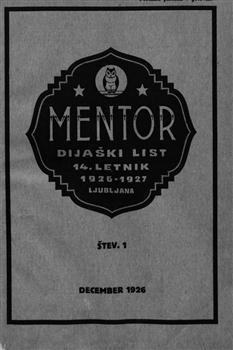 MENTOR
DIJAŠKI LIST
14. LETNIK
1926-1927
LJUBLJANA
ŠTEV. 1
DECEMBER 1926